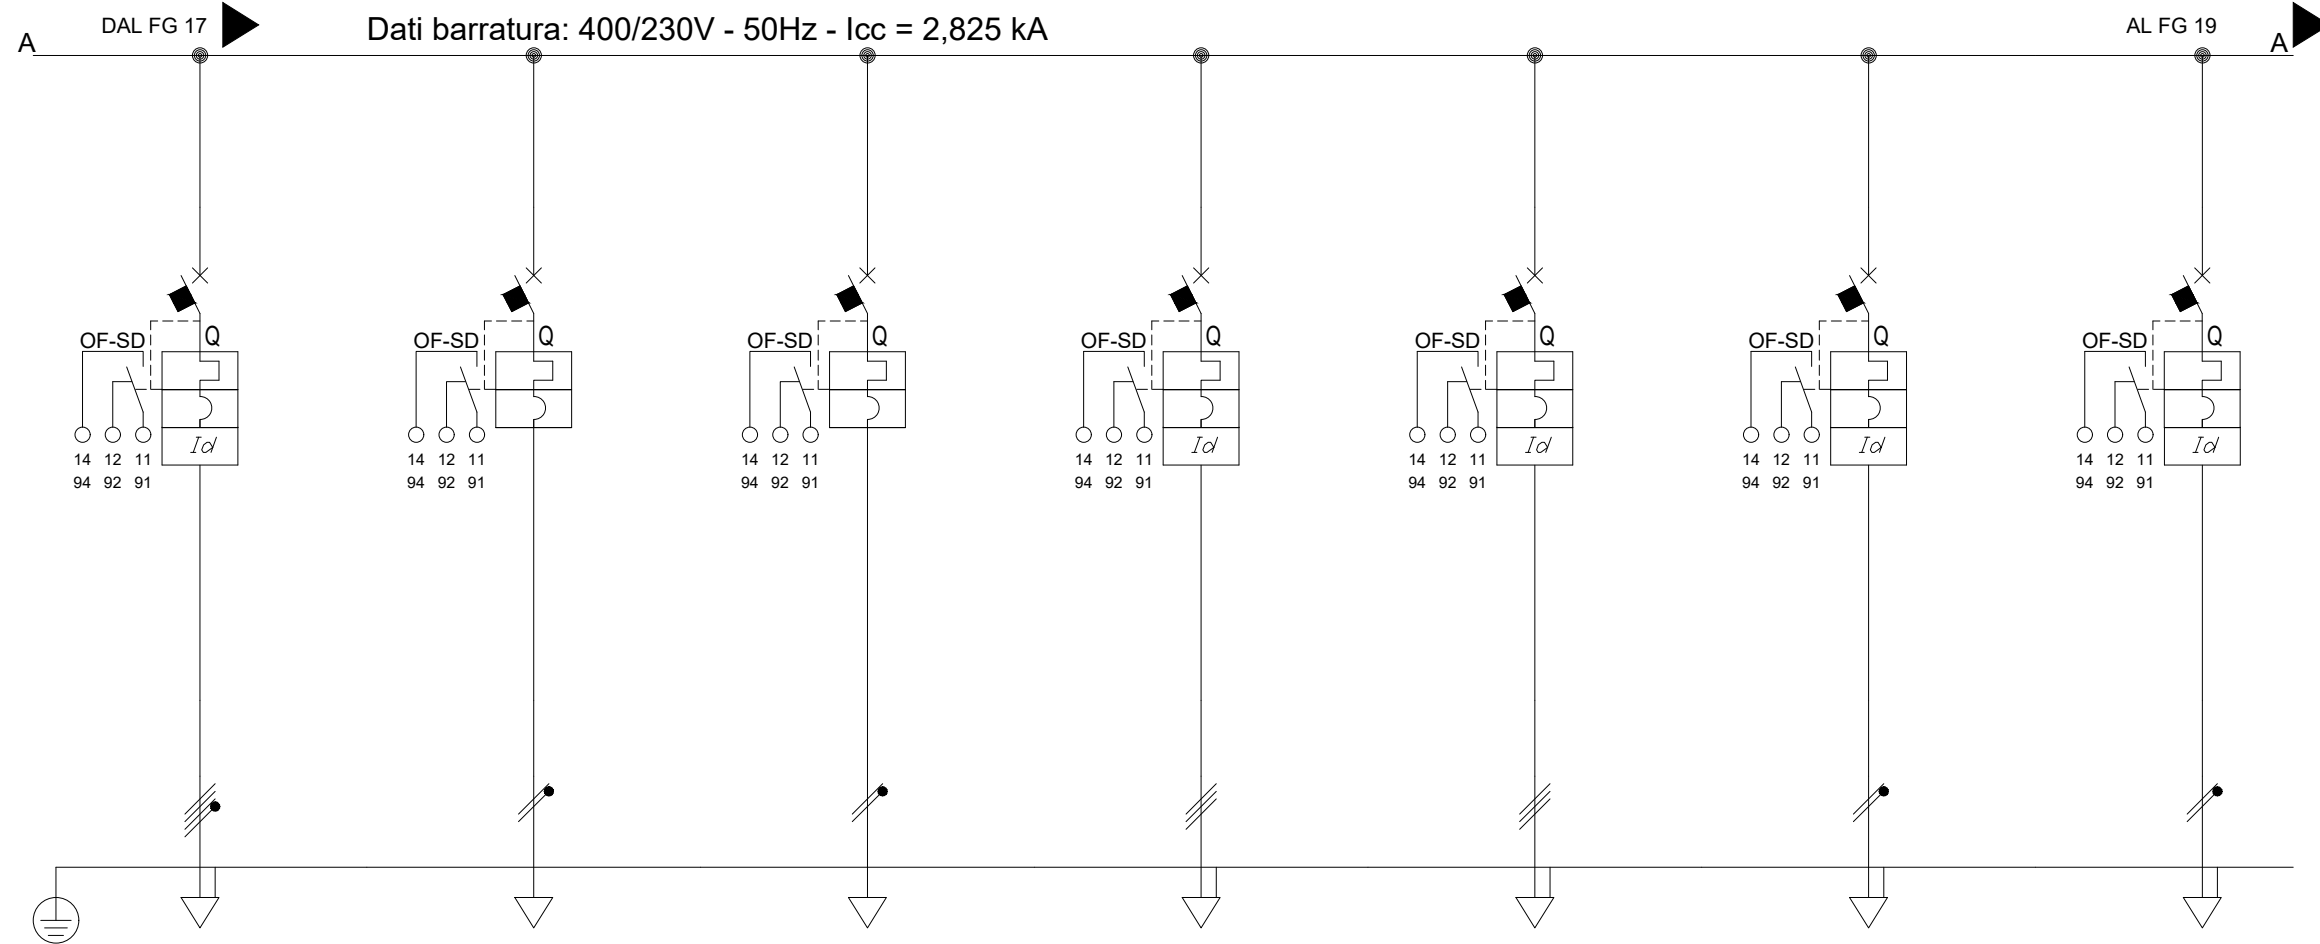 DAL FG 17 Dati barratura: 400/230V - 50Hz - Icc = 2,825 kA AL FG 19
A A
Q Q Q Q Q Q Q
OF-SD OF-SD OF-SD OF-SD OF-SD OF-SD OF-SD
Id Id Id Id Id
14 12 11 14 12 11 14 12 11 14 12 11 14 12 11 14 12 11 14 12 11
94 92 91 94 92 91 94 92 91 94 92 91 94 92 91 94 92 91 94 92 91